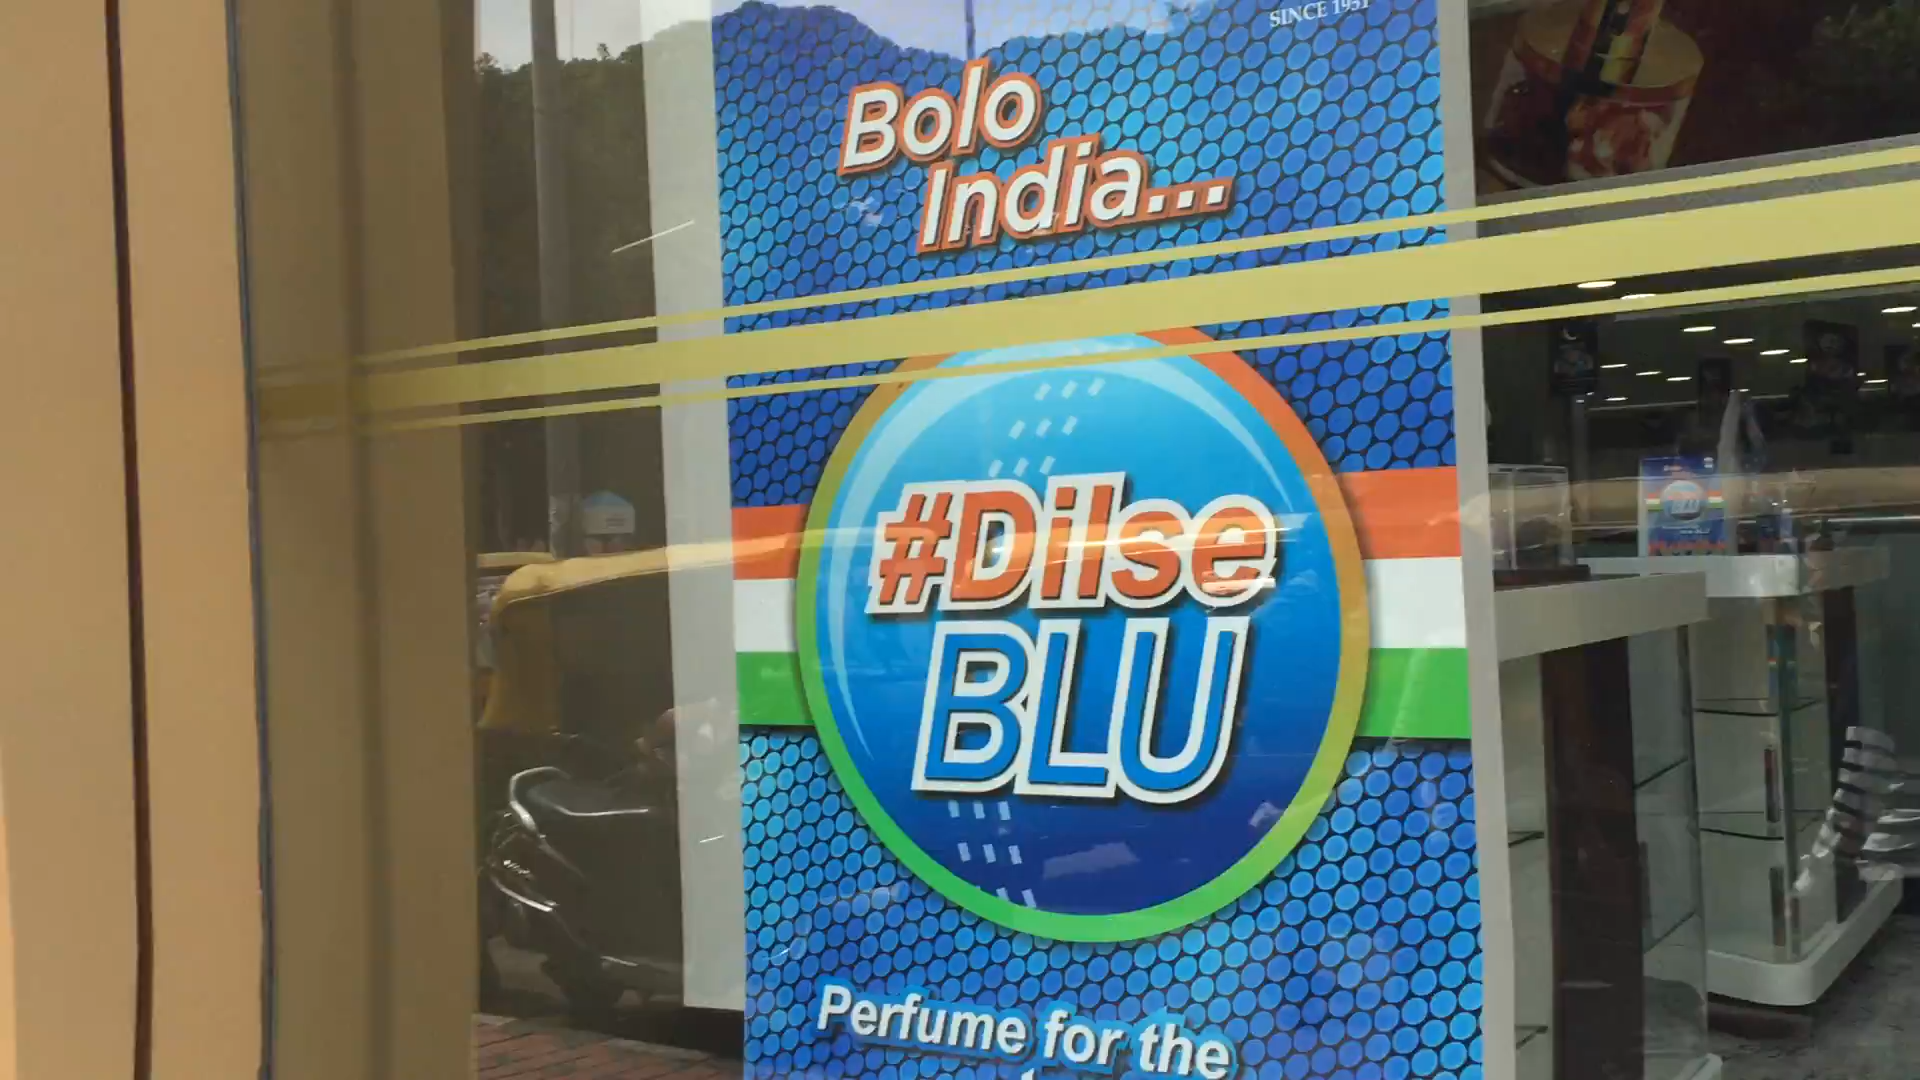 SINCE 1951
Bolo
India...
#Dilse
BLU
Perfume for the